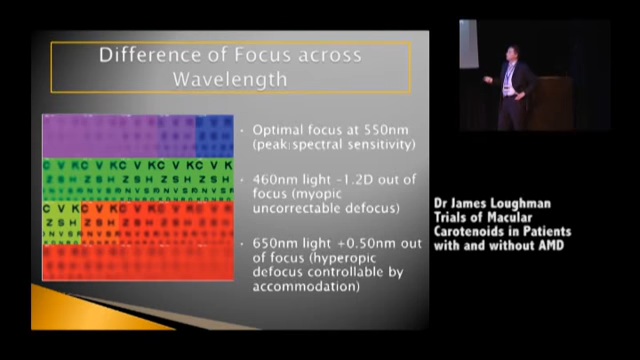 Difference of Focus across
Wavelength
C V K C V K C V K C V K C V K
Z S H Z S H Z S H Z S H Z S H
C V K C V K
Z S H Z S H
• Optimal focus at 550nm
(peak:spectral sensitivity)
• 460nm light -1.2D out of
focus (myopic
uncorrectable defocus)
• 650nm light +0.50nm out
of focus (hyperopic
defocus controllable by
accommodation)
Dr James Loughman
Trials of Macular
Carotenoids in Patients
with and without AMD